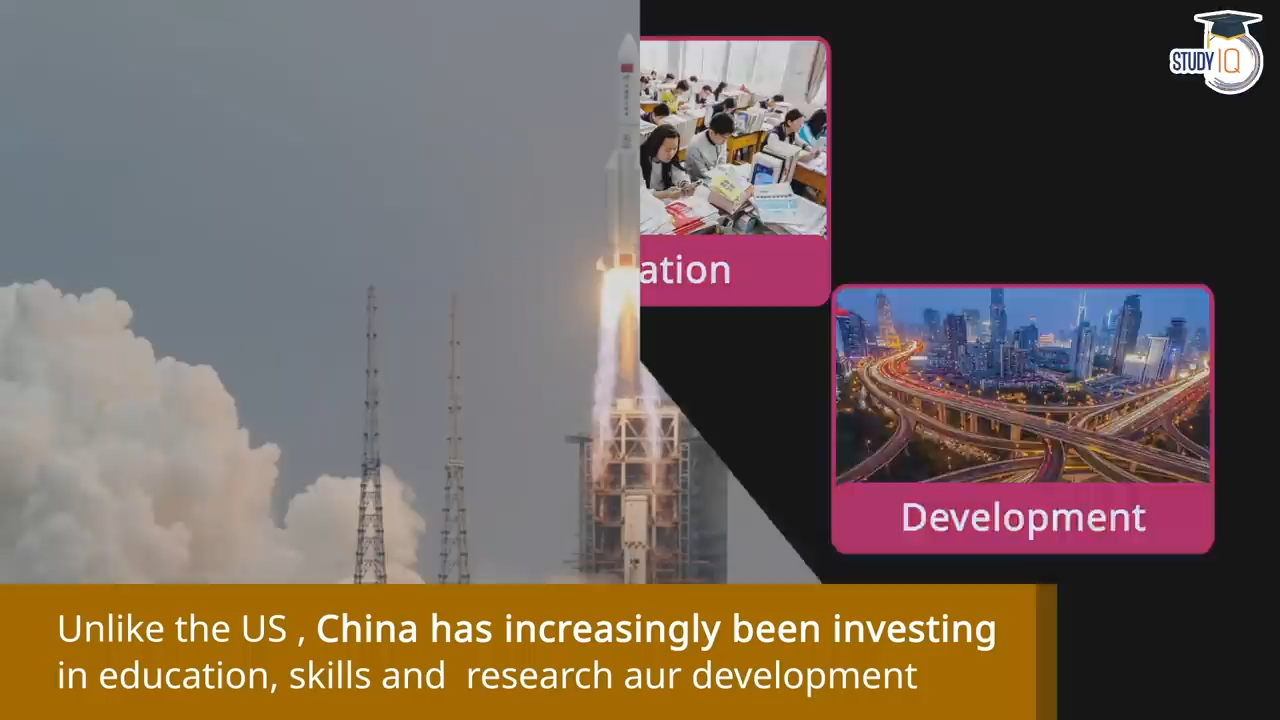 STUDY IQ
ation
Development
Unlike the US , China has increasingly been investing
in education, skills and  research aur development